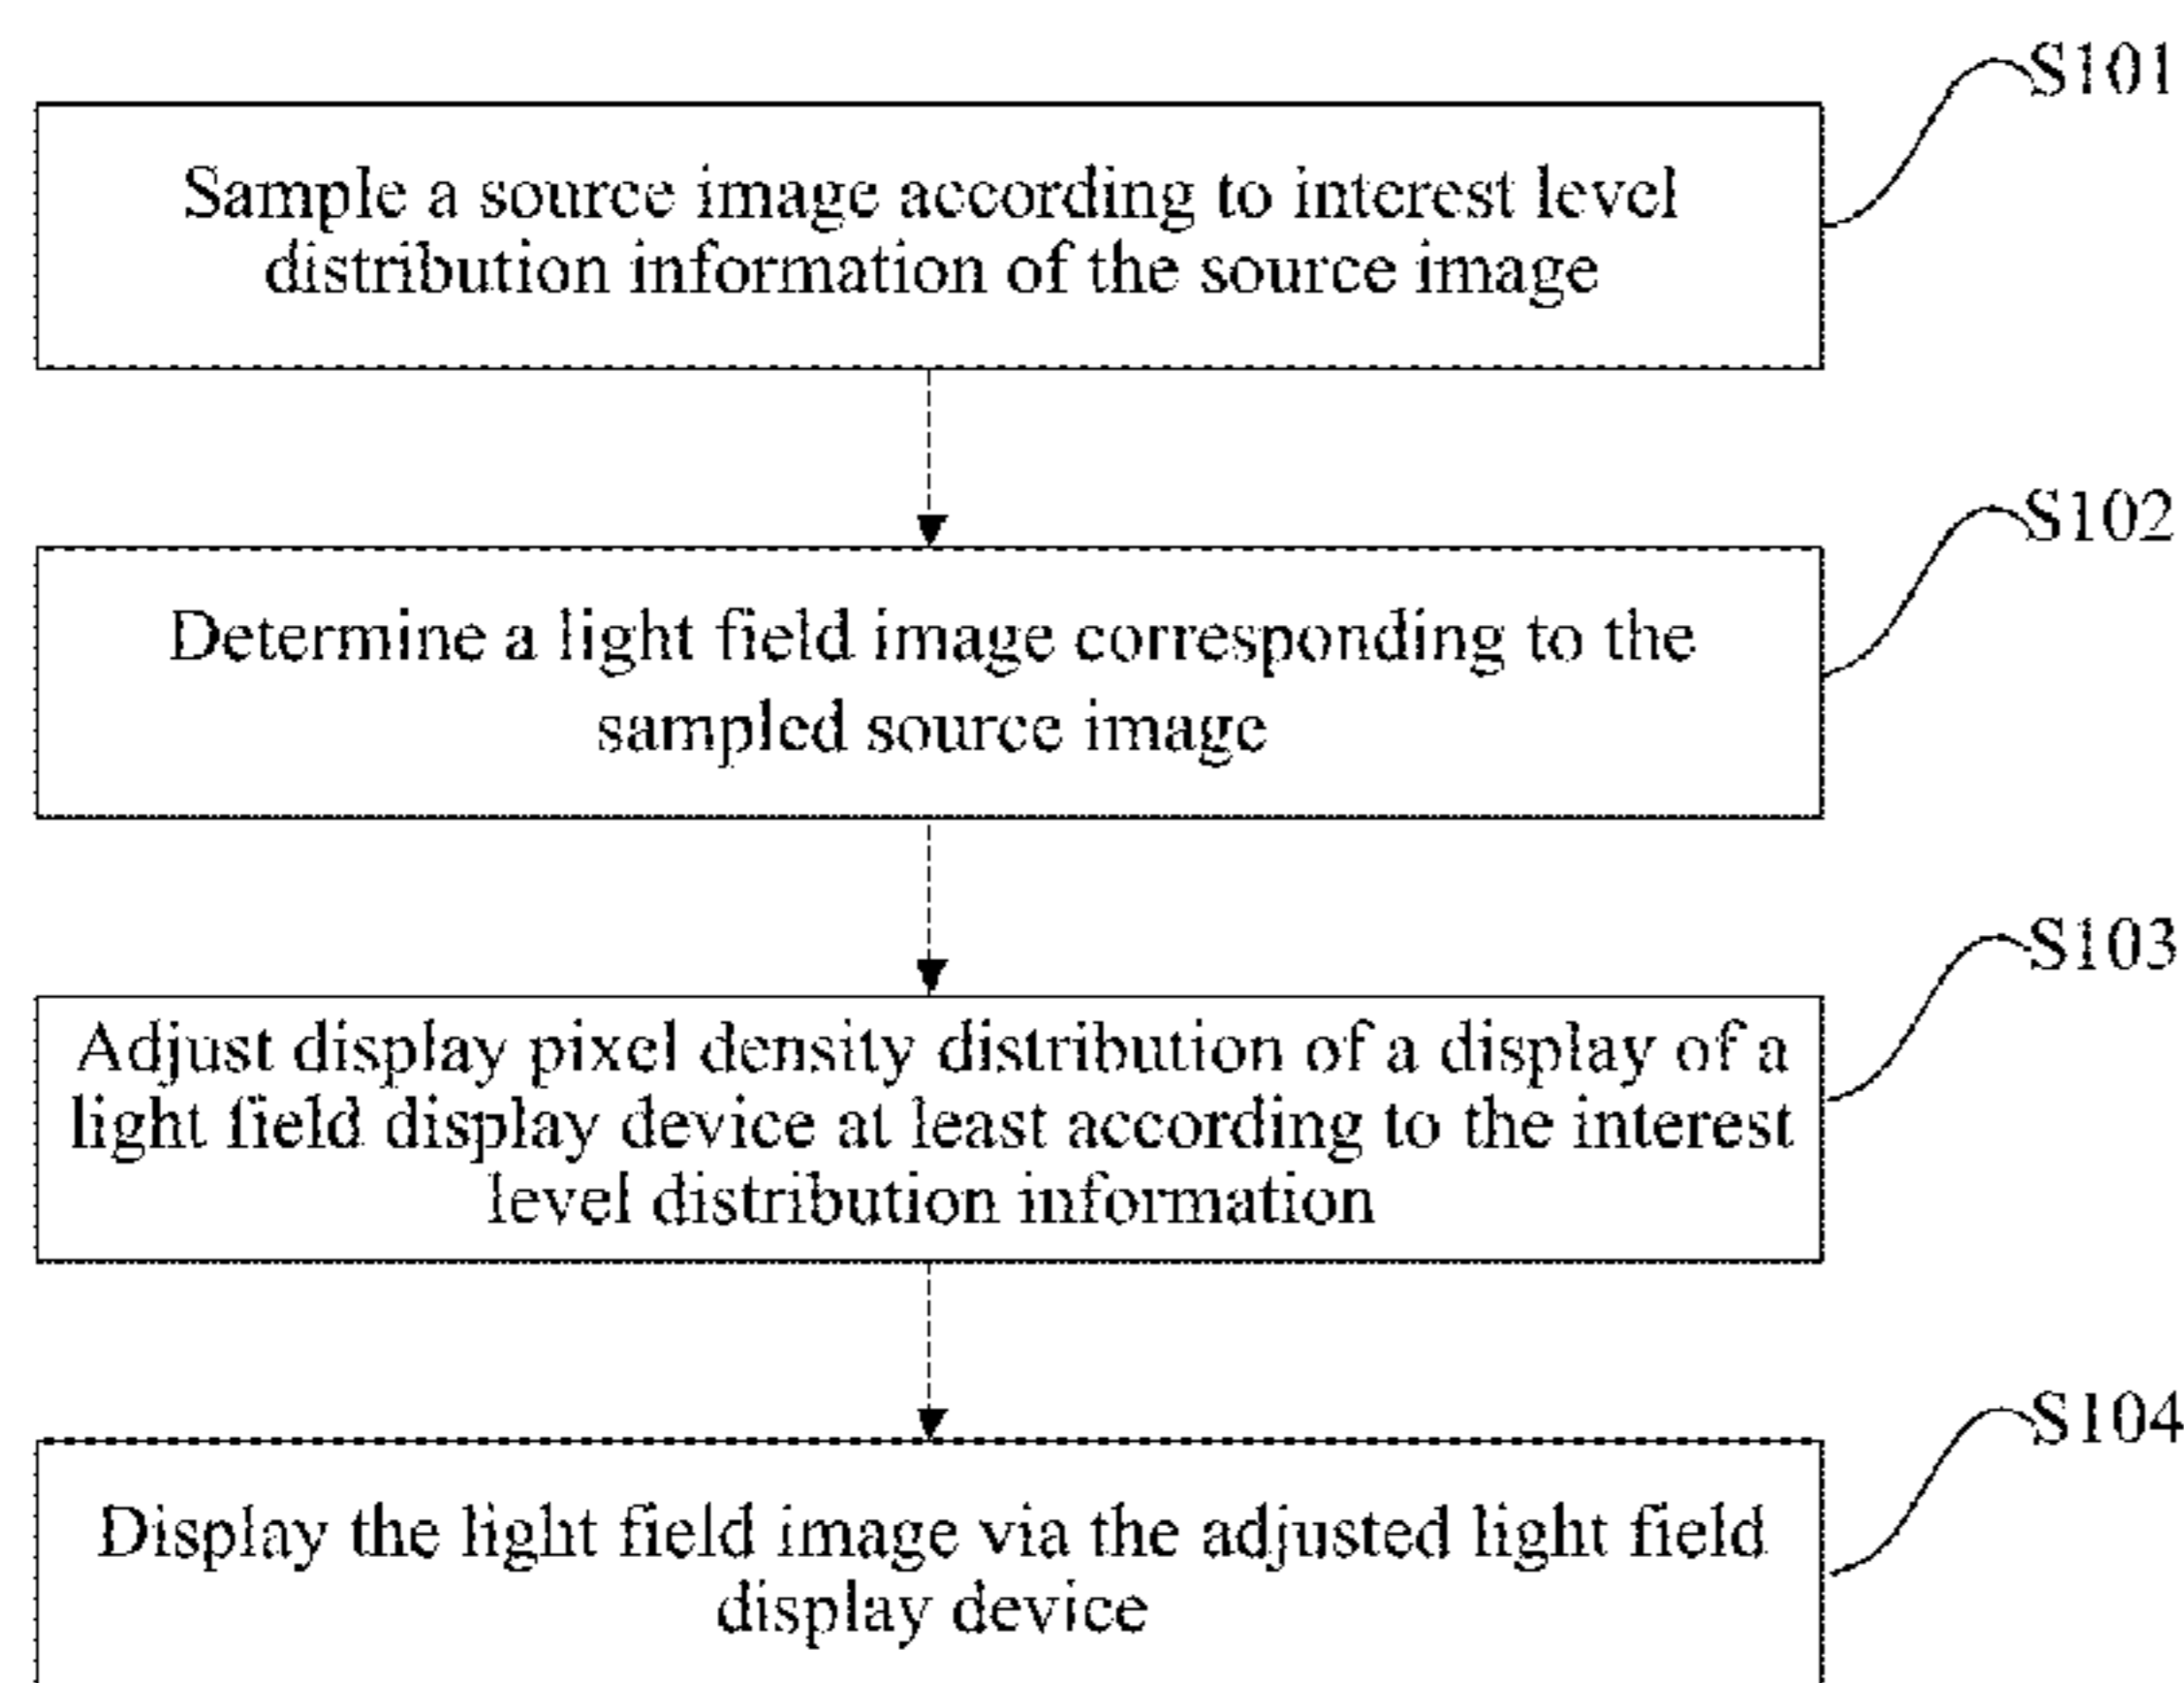 S101
Sample a source image according to interest level
distribution information of the source image
S102
Determine a light field image corresponding to the
sampled source image
S103
Adjust display pixel density distribution of a display of a
light field display device at least according to the interest
level distribution information
S104
Display the light field image via the adjusted light field
display device